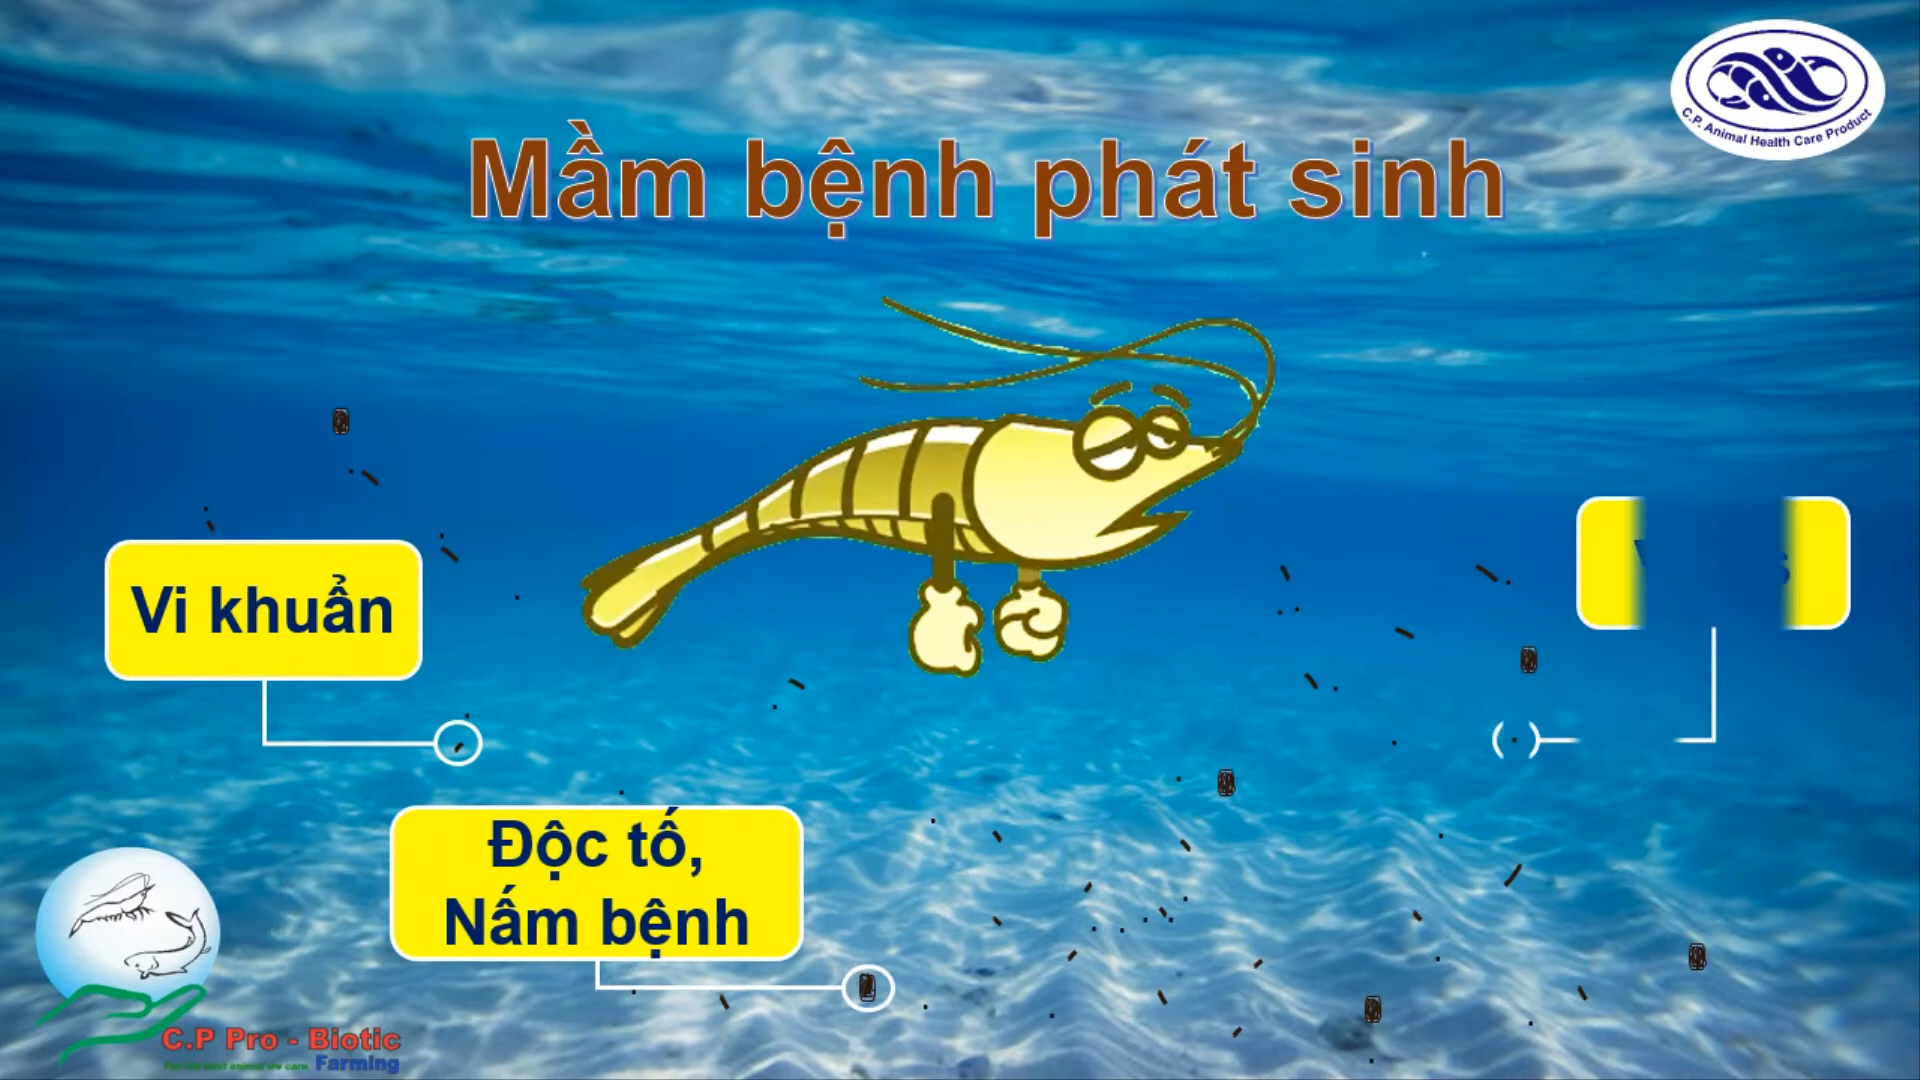 C.P. Animal Health Care Product
Mầm bệnh phát sinh
Vi khuẩn
Độc tố,
Nấm bệnh
C.P Pro - Biotic
Farming